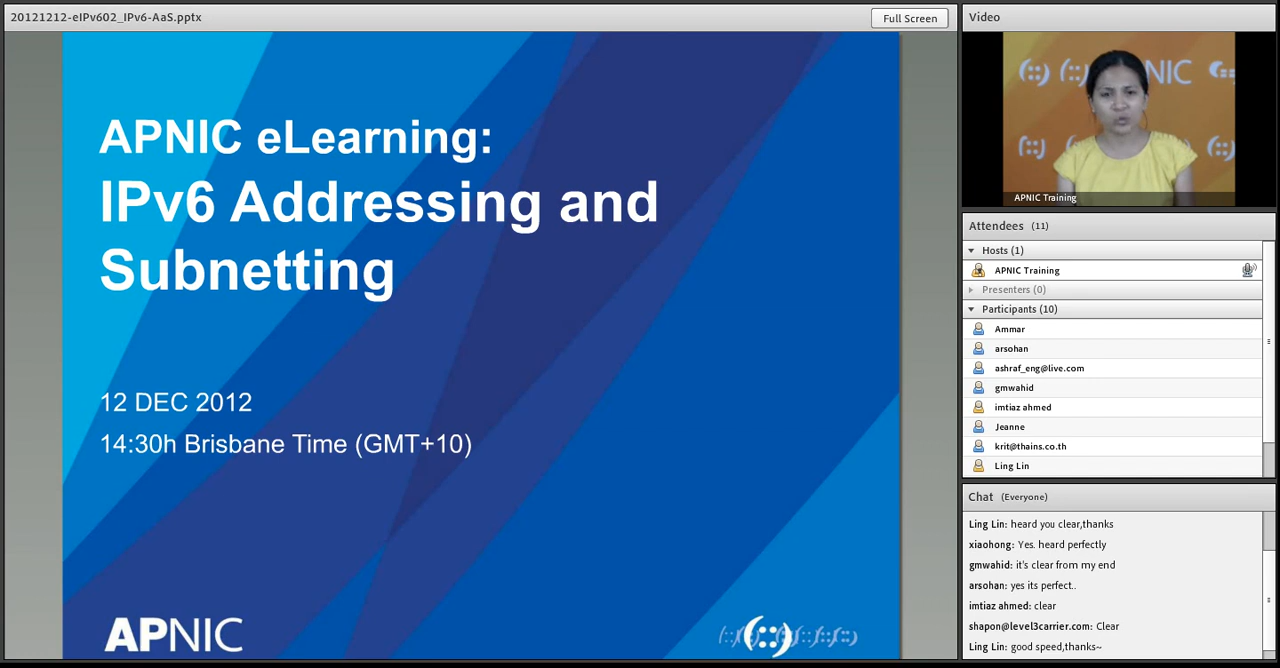 20121212-eIPv602_IPv6-AaS.pptx
Full Screen
APNIC eLearning:
IPv6 Addressing and
Subnetting
12 DEC 2012
14:30h Brisbane Time (GMT+10)
APNIC
Video
NIC
APNIC Training
Attendees (11)
Hosts (1)
APNIC Training
Presenters (0)
Participants (10)
Ammar
arsohan
ashraf_eng@live.com
gmwahid
imtiaz ahmed
Jeanne
krit@thains.co.th
Ling Lin
Chat (Everyone)
Ling Lin: heard you clear,thanks
xiaohong: Yes. heard perfectly
gmwahid: it's clear from my end
arsohan: yes its perfect..
imtiaz ahmed: clear
shapon@level3carrier.com: Clear
Ling Lin: good speed,thanks~